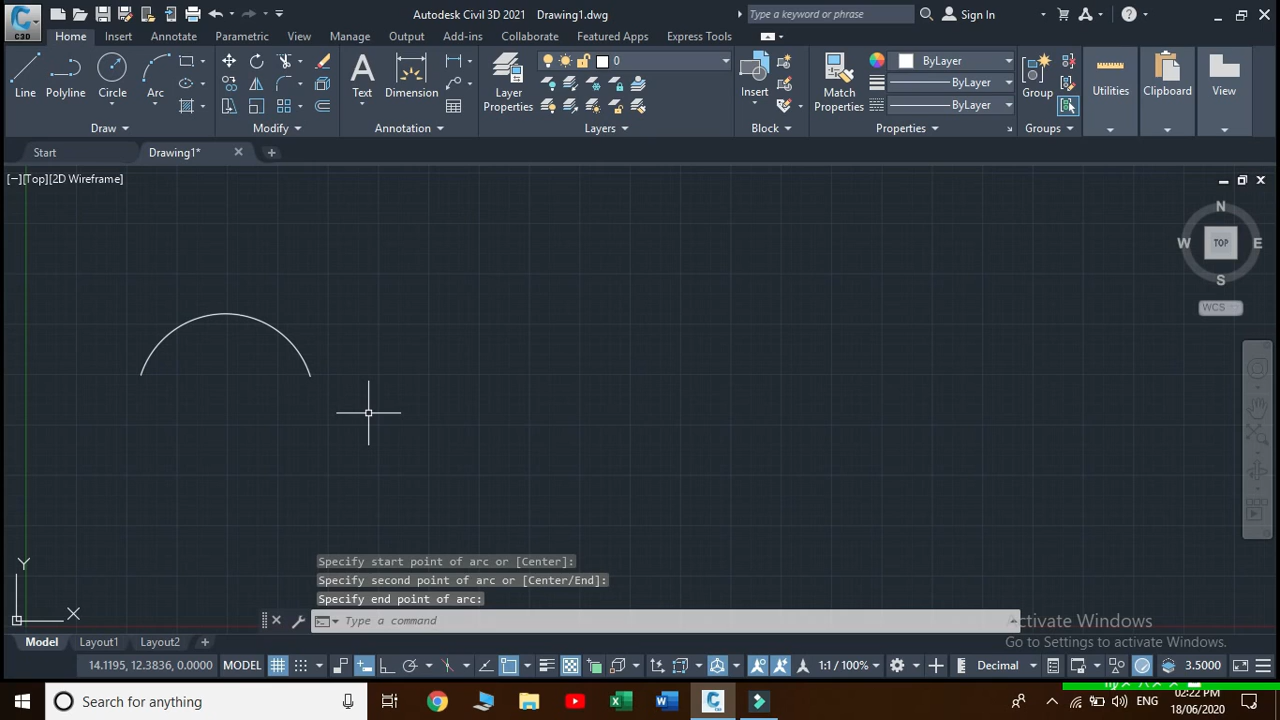 Autodesk Civil 3D 2021 Drawing1.dwg
Type a keyword or phrase
Sign In
C3D
Home Insert Annotate Parametric View Manage Output Add-ins Collaborate Featured Apps Express Tools
Line Polyline Circle Arc
Text Dimension
Layer Properties
0
Insert
Match Properties
ByLayer
ByLayer
ByLayer
Group
Utilities
Clipboard
View
Draw Modify Annotation Layers Block Properties Groups
Start Drawing1*
[−][Top][2D Wireframe]
N
W TOP E
S
WCS
Specify start point of arc or [Center]:
Specify second point of arc or [Center/End]:
Specify end point of arc:
Y
X
Type a command
Activate Windows
Go to Settings to activate Windows.
Model Layout1 Layout2
14.1195, 12.3836, 0.0000 MODEL 1:1 / 100% Decimal 3.5000
Search for anything
ENG
02:22 PM
18/06/2020